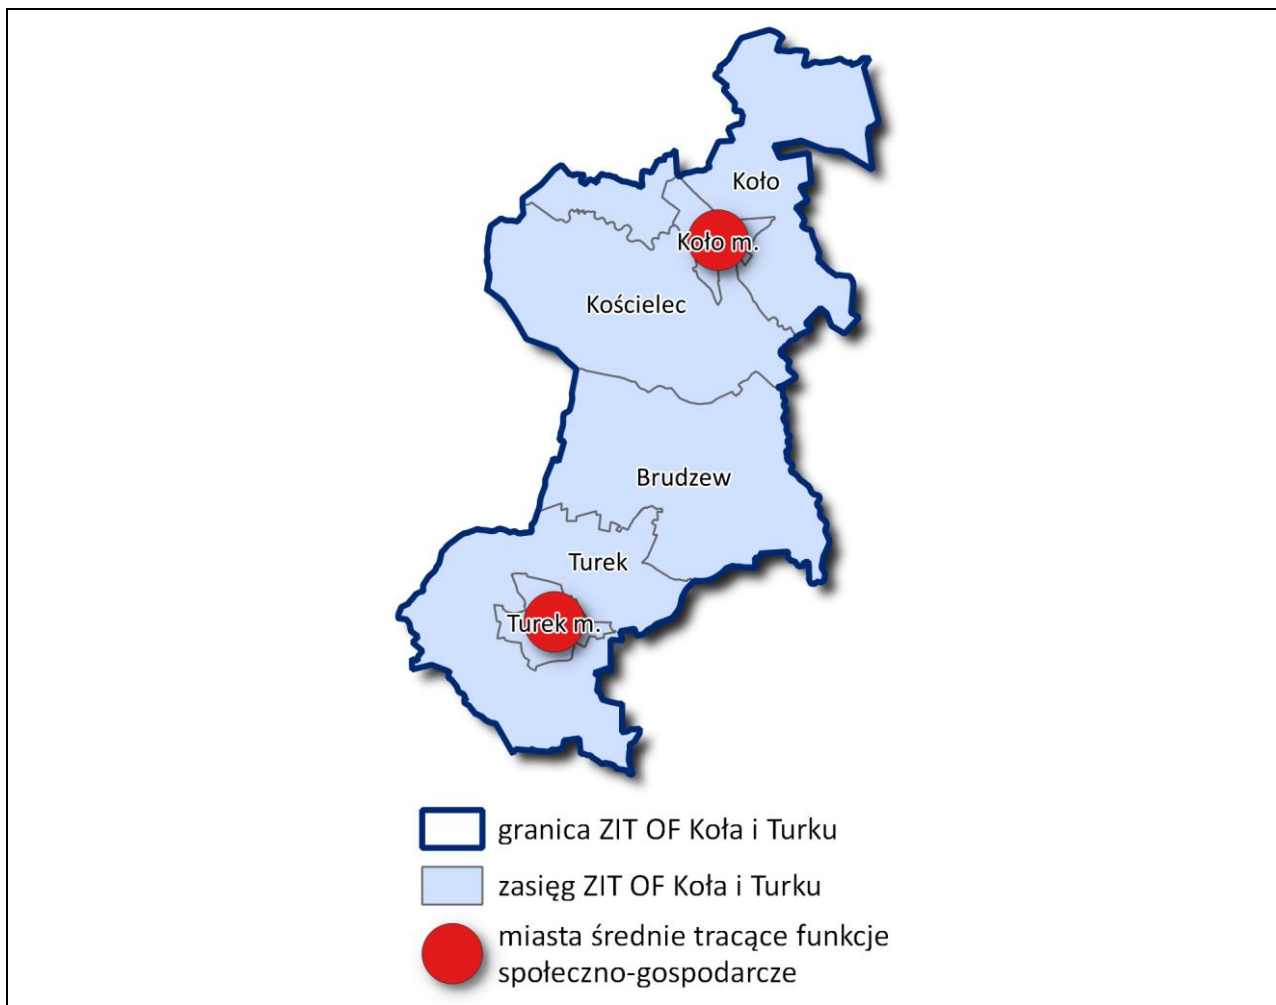 Koło
Koło m.
Kościelec
Brudzew
Turek
Turek m.
granica ZIT OF Koła i Turku
zasięg ZIT OF Koła i Turku
miasta średnie tracące funkcje
społeczno-gospodarcze